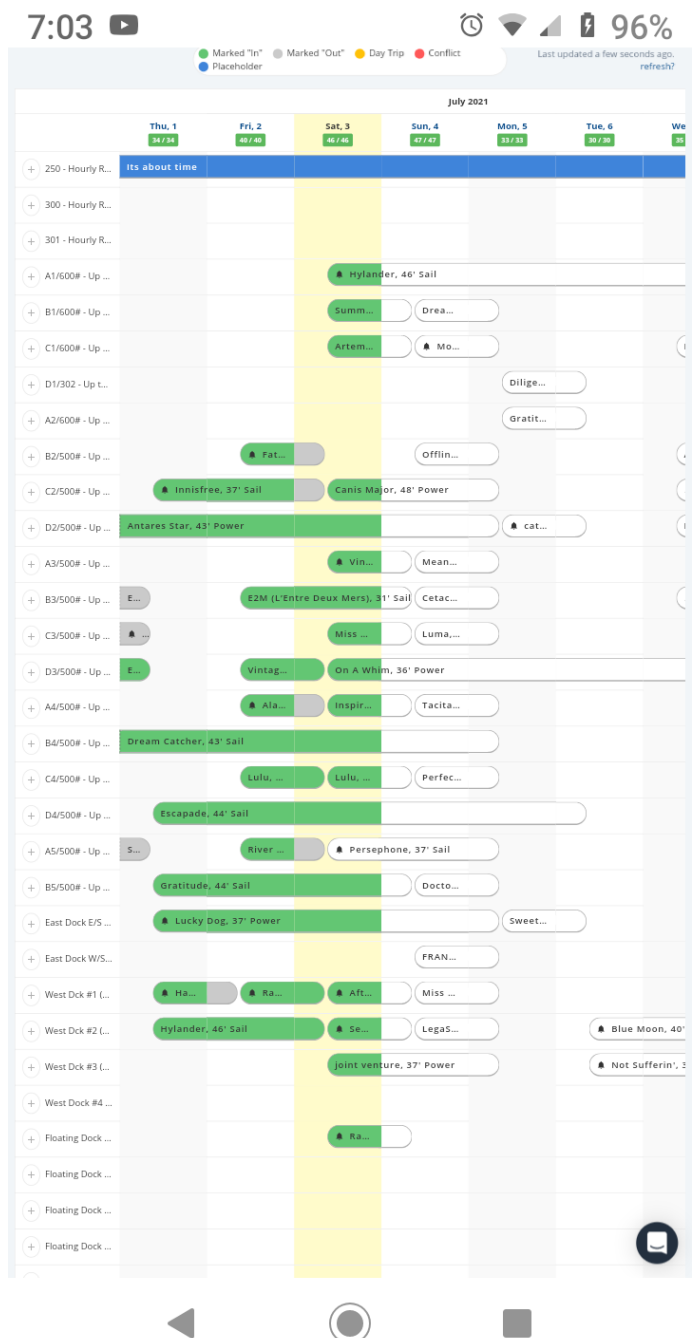 7:03 96%
Marked "In" Marked "Out" Day Trip Conflict
Placeholder
Last updated a few seconds ago.
refresh?
July 2021
Thu, 1 Fri, 2 Sat, 3 Sun, 4 Mon, 5 Tue, 6 We
34 / 34 40 / 40 46 / 46 47 / 47 33 / 33 30 / 30 35
+ 250 - Hourly R... Its about time
+ 300 - Hourly R...
+ 301 - Hourly R...
+ A1/600# - Up ... Hylander, 46' Sail
+ B1/600# - Up ... Summ... Drea...
+ C1/600# - Up ... Artem... Mo...
+ D1/302 - Up t... Dilige...
+ A2/600# - Up ... Gratit...
+ B2/500# - Up ... Fat... Offlin...
+ C2/500# - Up ... Innisfree, 37' Sail Canis Major, 48' Power
+ D2/500# - Up ... Antares Star, 43' Power cat...
+ A3/500# - Up ... Vin... Mean...
+ B3/500# - Up ... E... E2M (L'Entre Deux Mers), 31' Sail Cetac...
+ C3/500# - Up ... ... Miss ... Luma,...
+ D3/500# - Up ... E... Vintag... On A Whim, 36' Power
+ A4/500# - Up ... Ala... Inspir... Tacita...
+ B4/500# - Up ... Dream Catcher, 43' Sail
+ C4/500# - Up ... Lulu, ... Lulu, ... Perfec...
+ D4/500# - Up ... Escapade, 44' Sail
+ A5/500# - Up ... S... River ... Persephone, 37' Sail
+ B5/500# - Up ... Gratitude, 44' Sail Docto...
+ East Dock E/S ... Lucky Dog, 37' Power Sweet...
+ East Dock W/S... FRAN...
+ West Dck #1 (... Ha... Ra... Aft... Miss ...
+ West Dck #2 (... Hylander, 46' Sail Se... LegaS... Blue Moon, 40'
+ West Dck #3 (... joint venture, 37' Power Not Sufferin', 3
+ West Dock #4 ...
+ Floating Dock ... Ra...
+ Floating Dock ...
+ Floating Dock ...
+ Floating Dock ...